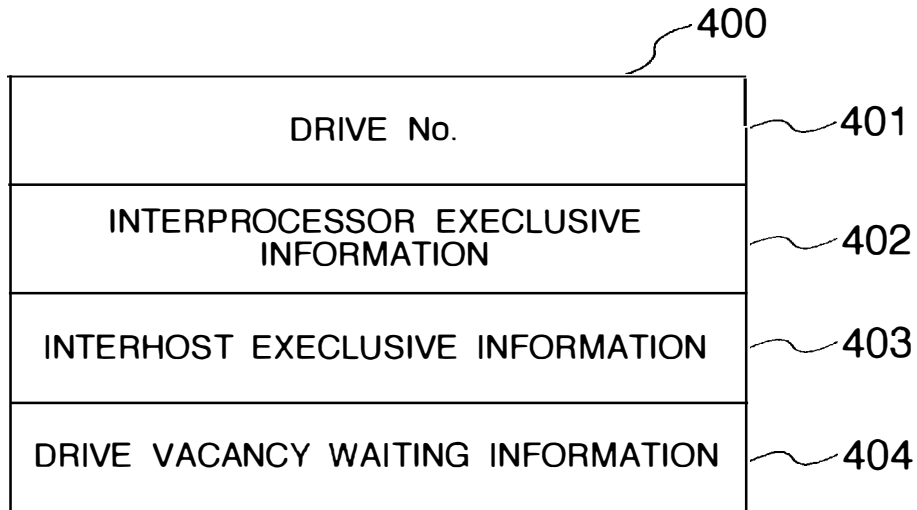 400
DRIVE No.
401
INTERPROCESSOR EXECLUSIVE
INFORMATION
402
INTERHOST EXECLUSIVE INFORMATION
403
DRIVE VACANCY WAITING INFORMATION
404